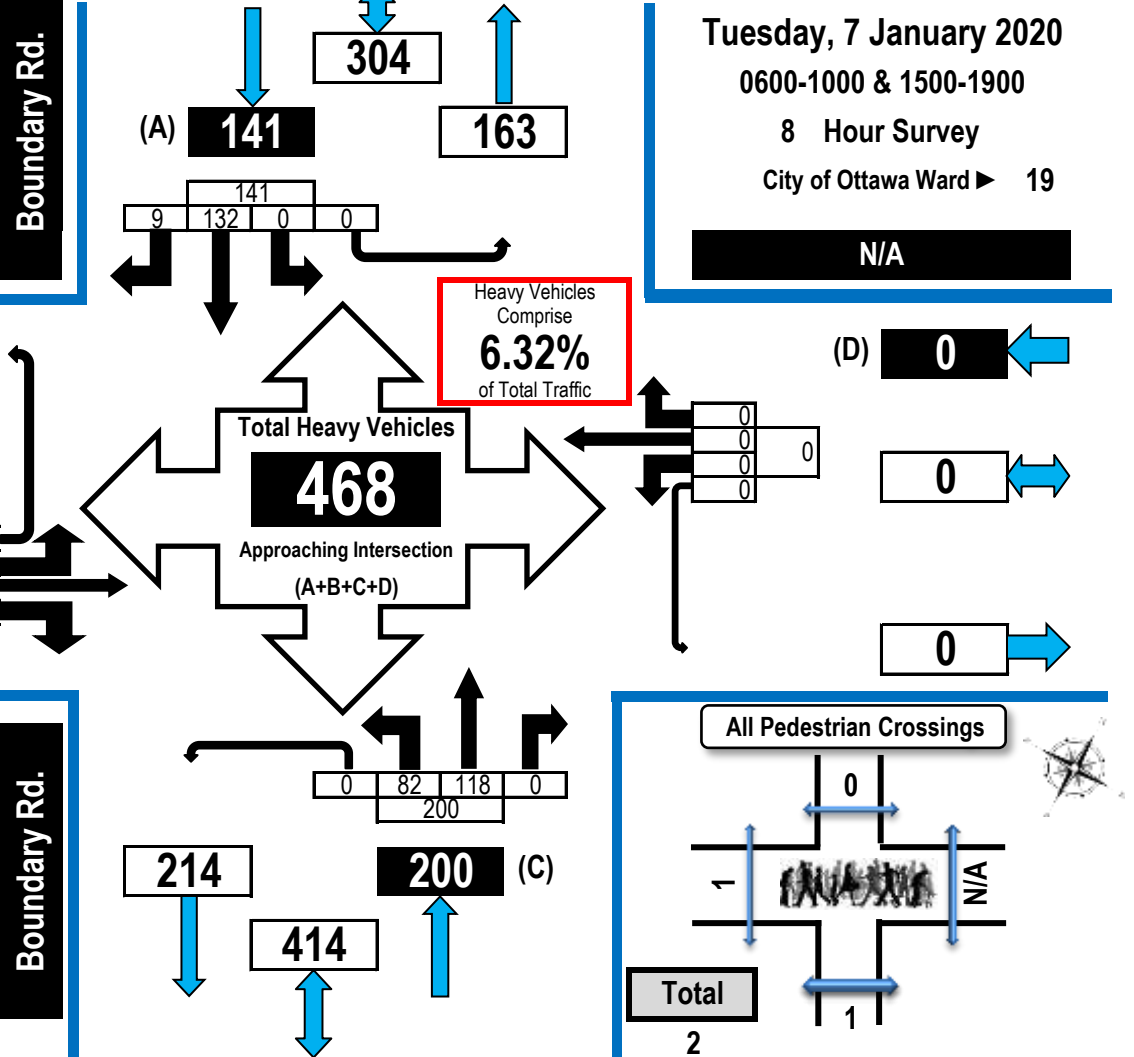 Boundary Rd.
304
(A) 141
163
141
9 132 0 0
Tuesday, 7 January 2020
0600-1000 & 1500-1900
8 Hour Survey
City of Ottawa Ward ► 19
N/A
Heavy Vehicles
Comprise
6.32%
of Total Traffic
(D) 0
0
0
0
0
0
0
0
Total Heavy Vehicles
468
Approaching Intersection
(A+B+C+D)
0 82 118 0
200
Boundary Rd.
214
200 (C)
414
All Pedestrian Crossings
0
1
N/A
1
Total
2